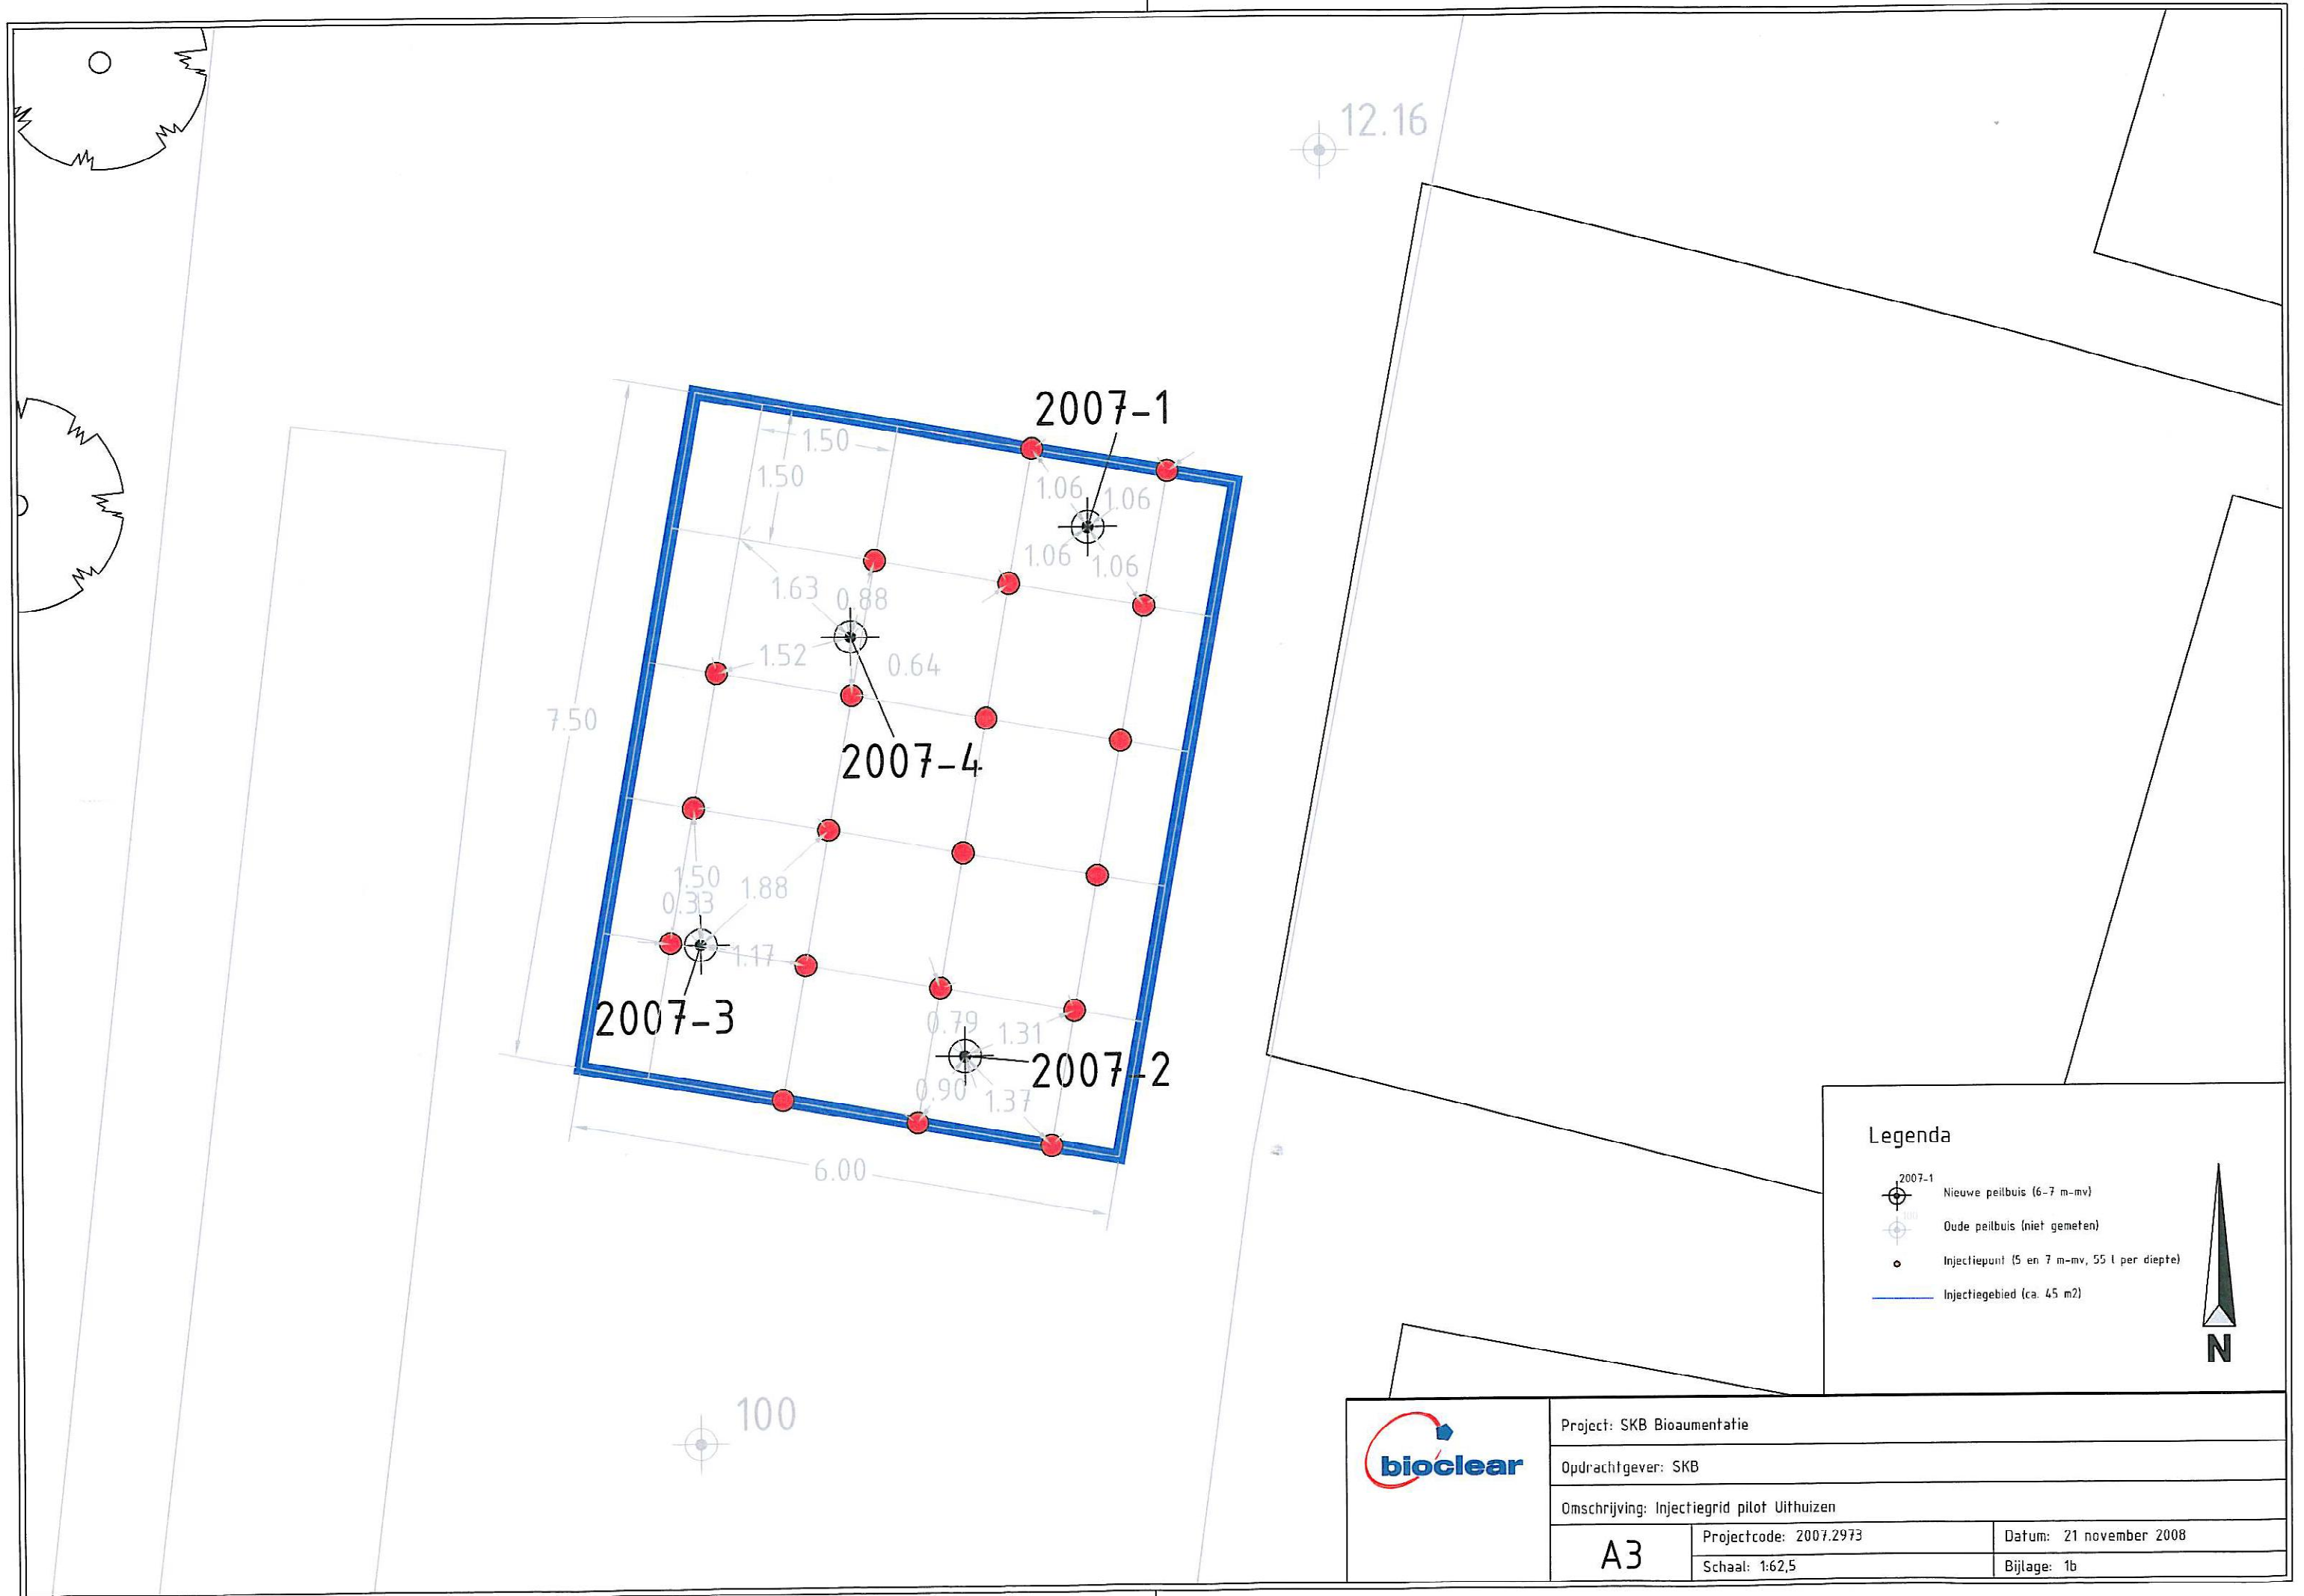 12.16
2007-1
1.50
1.50
1.06
1.06
1.06
1.06
1.63
0.88
1.52
0.64
7.50
2007-4
1.50
1.88
0.33
1.17
2007-3
0.79
1.31
2007-2
0.90
1.37
6.00
100
Legenda
2007-1
Nieuwe peilbuis (6-7 m-mv)
100
Oude peilbuis (niet gemeten)
Injectiepunt (5 en 7 m-mv, 55 l per diepte)
Injectiegebied (ca. 45 m2)
N
bioclear
Project: SKB Bioaumentatie
Opdrachtgever: SKB
Omschrijving: Injectiegrid pilot Uithuizen
A3
Projectcode: 2007.2973
Datum: 21 november 2008
Schaal: 1:62,5
Bijlage: 1b